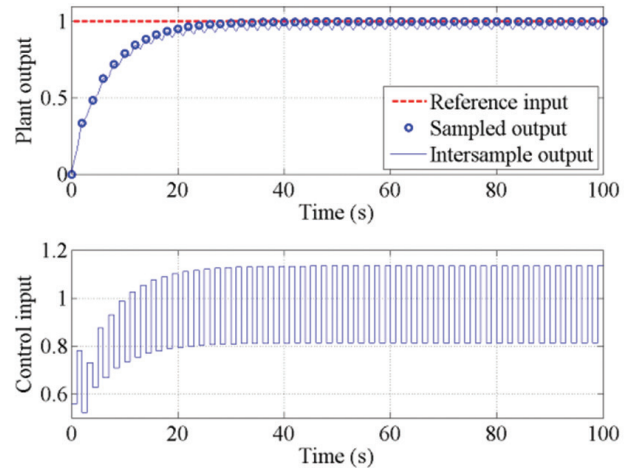 1
0.5
0
Plant output
Reference input
Sampled output
Intersample output
0 20 40 60 80 100
Time (s)
1.2
1
0.8
0.6
Control input
0 20 40 60 80 100
Time (s)